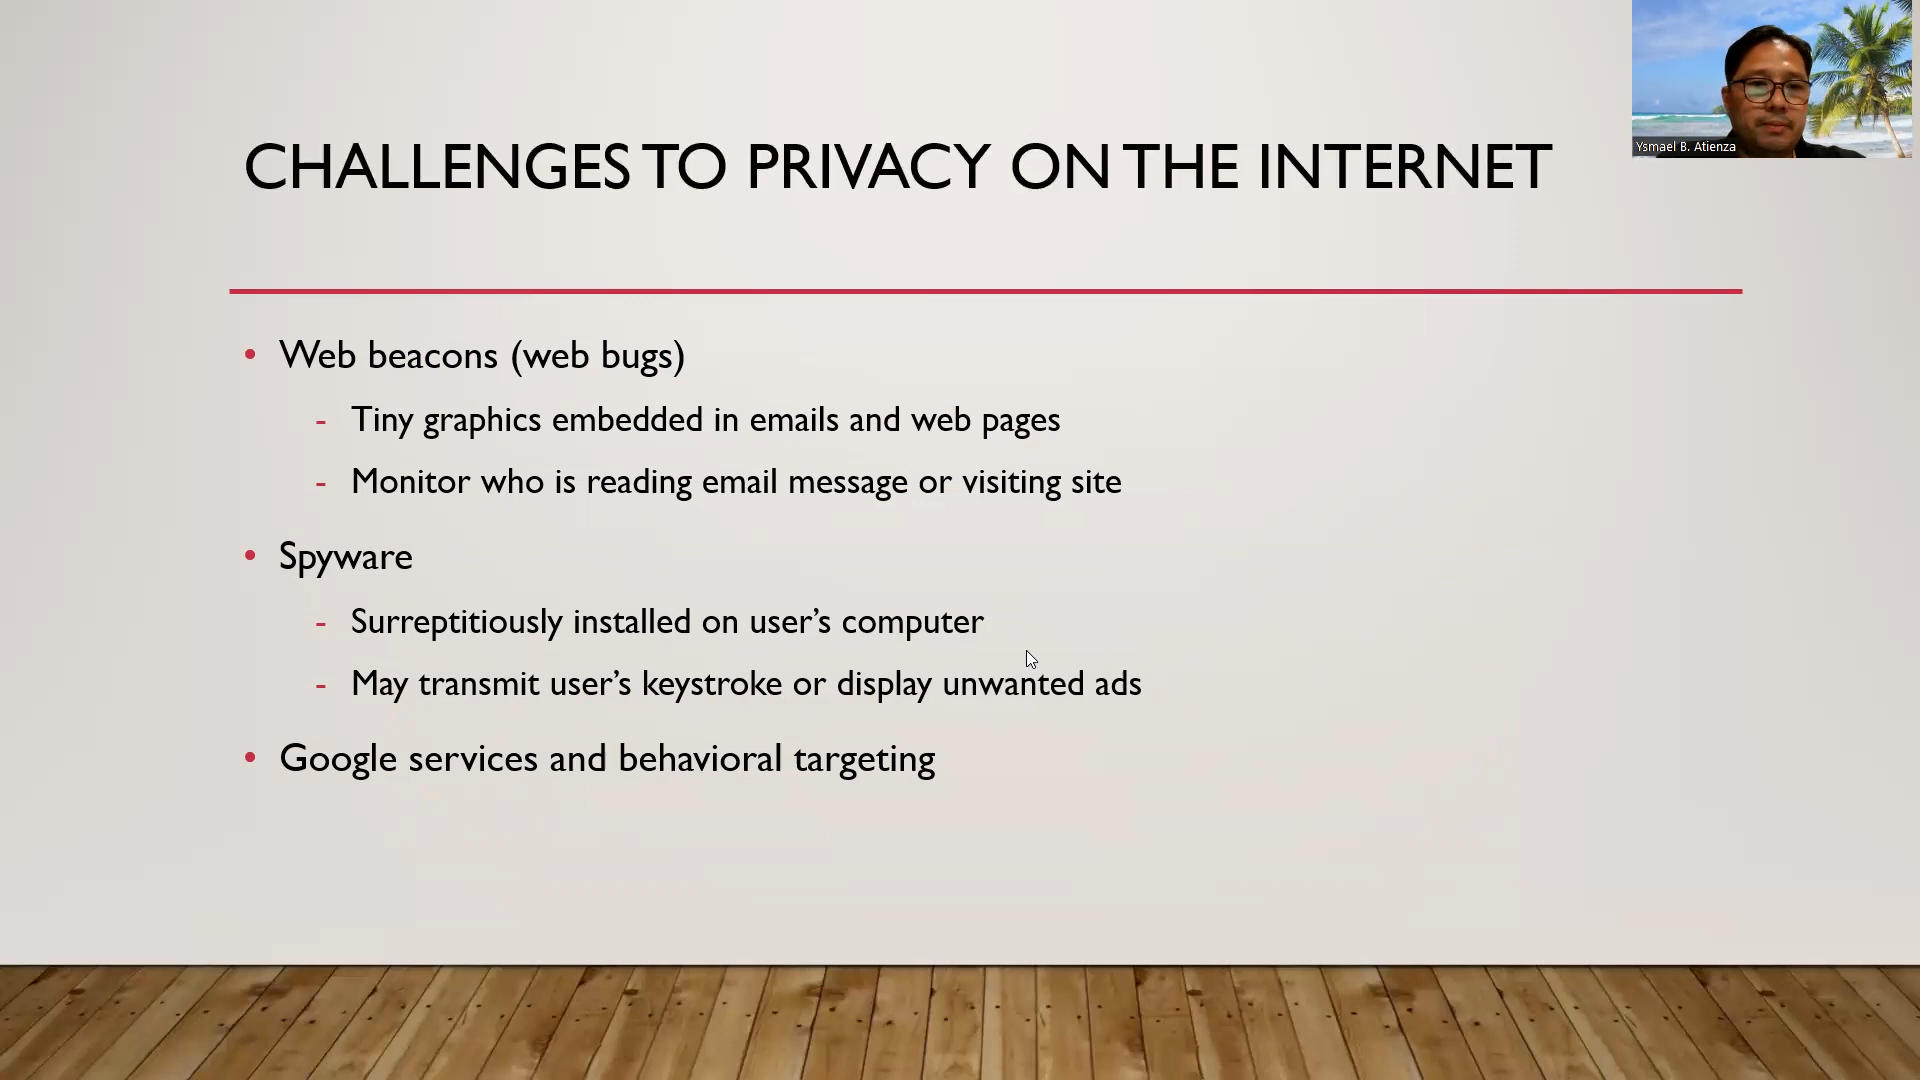 Ysmael B. Atienza
CHALLENGES TO PRIVACY ON THE INTERNET
• Web beacons (web bugs)
- Tiny graphics embedded in emails and web pages
- Monitor who is reading email message or visiting site
• Spyware
- Surreptitiously installed on user’s computer
- May transmit user’s keystroke or display unwanted ads
• Google services and behavioral targeting